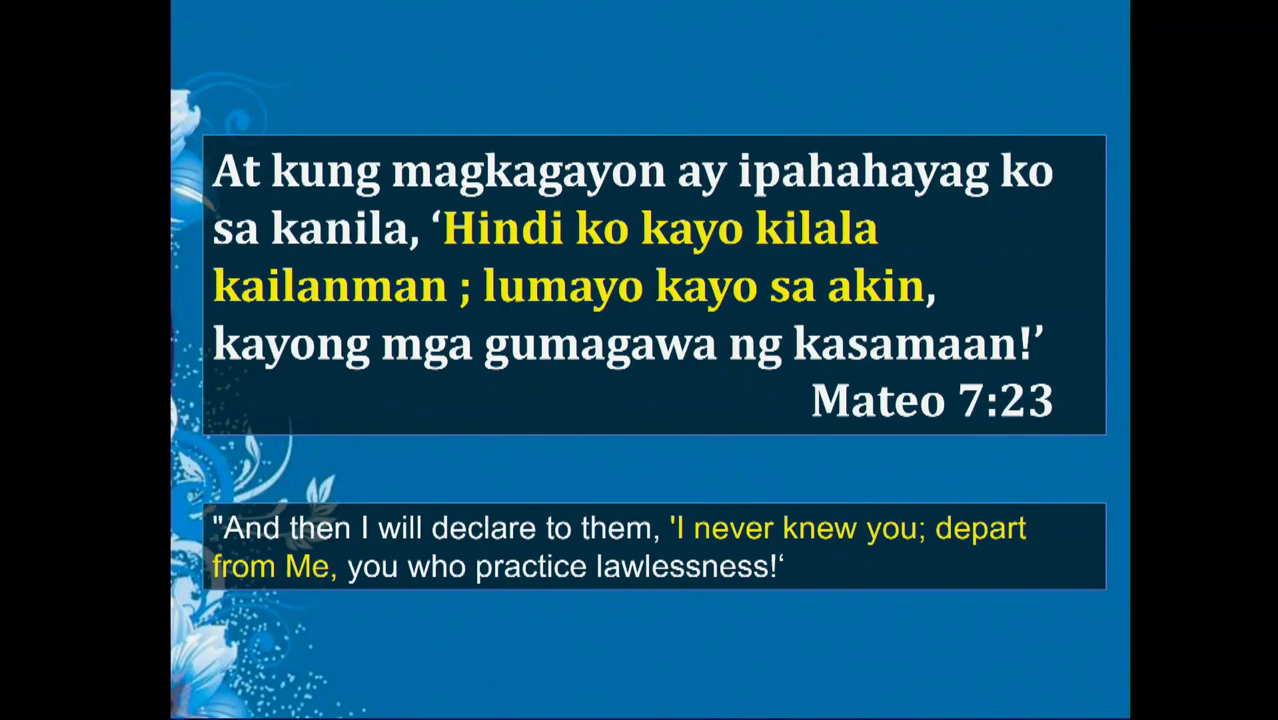 At kung magkagayon ay ipahahayag ko
sa kanila, ‘Hindi ko kayo kilala
kailanman ; lumayo kayo sa akin,
kayong mga gumagawa ng kasamaan!’
Mateo 7:23
"And then I will declare to them, 'I never knew you; depart
from Me, you who practice lawlessness!‘